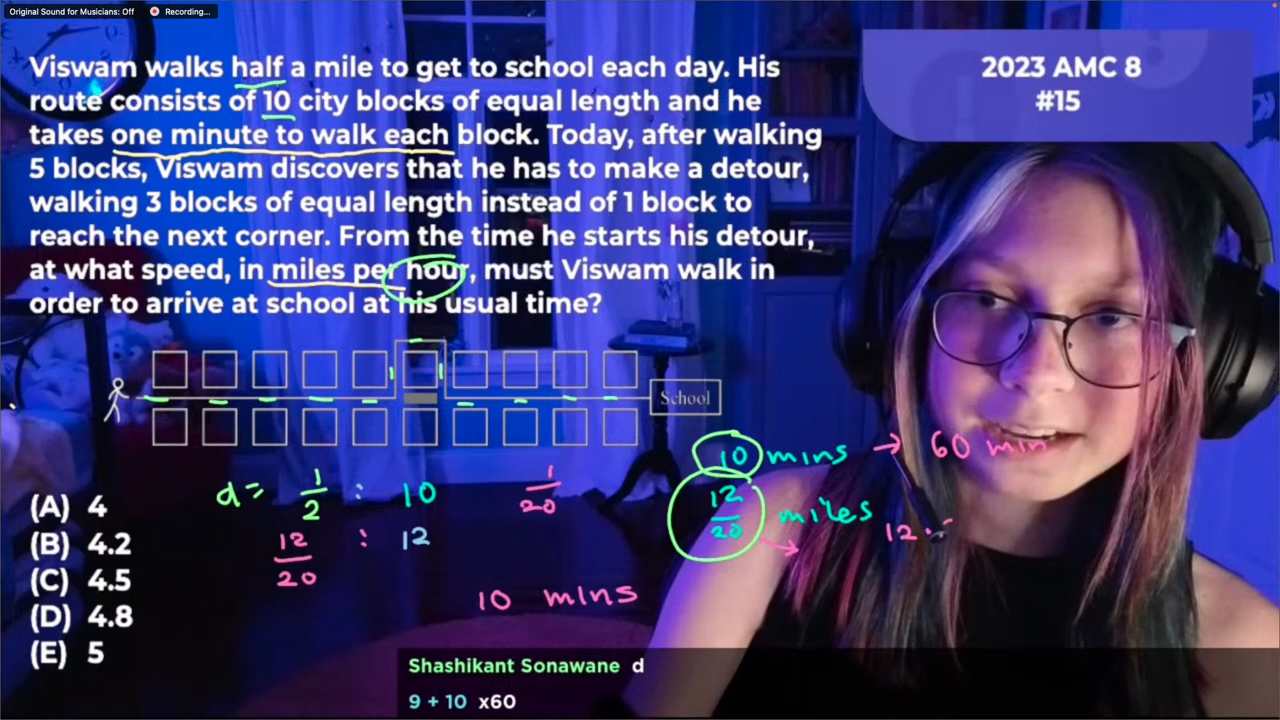 Original Sound for Musicians: Off
Recording...
Viswam walks half a mile to get to school each day. His
route consists of 10 city blocks of equal length and he
takes one minute to walk each block. Today, after walking
5 blocks, Viswam discovers that he has to make a detour,
walking 3 blocks of equal length instead of 1 block to
reach the next corner. From the time he starts his detour,
at what speed, in miles per hour, must Viswam walk in
order to arrive at school at his usual time?
2023 AMC 8
#15
School
(A) 4
(B) 4.2
(C) 4.5
(D) 4.8
(E) 5
d = 1/2 : 10
1/20
12/20 : 12
10 mins
10 mins → 60 min
12/20 miles →
12 ·
Shashikant Sonawane d
9 + 10 x60